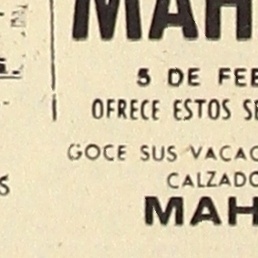 MAH
5 DE FEB
OFRECE ESTOS SE
GOCE SUS VACAC
CALZADO
MAH